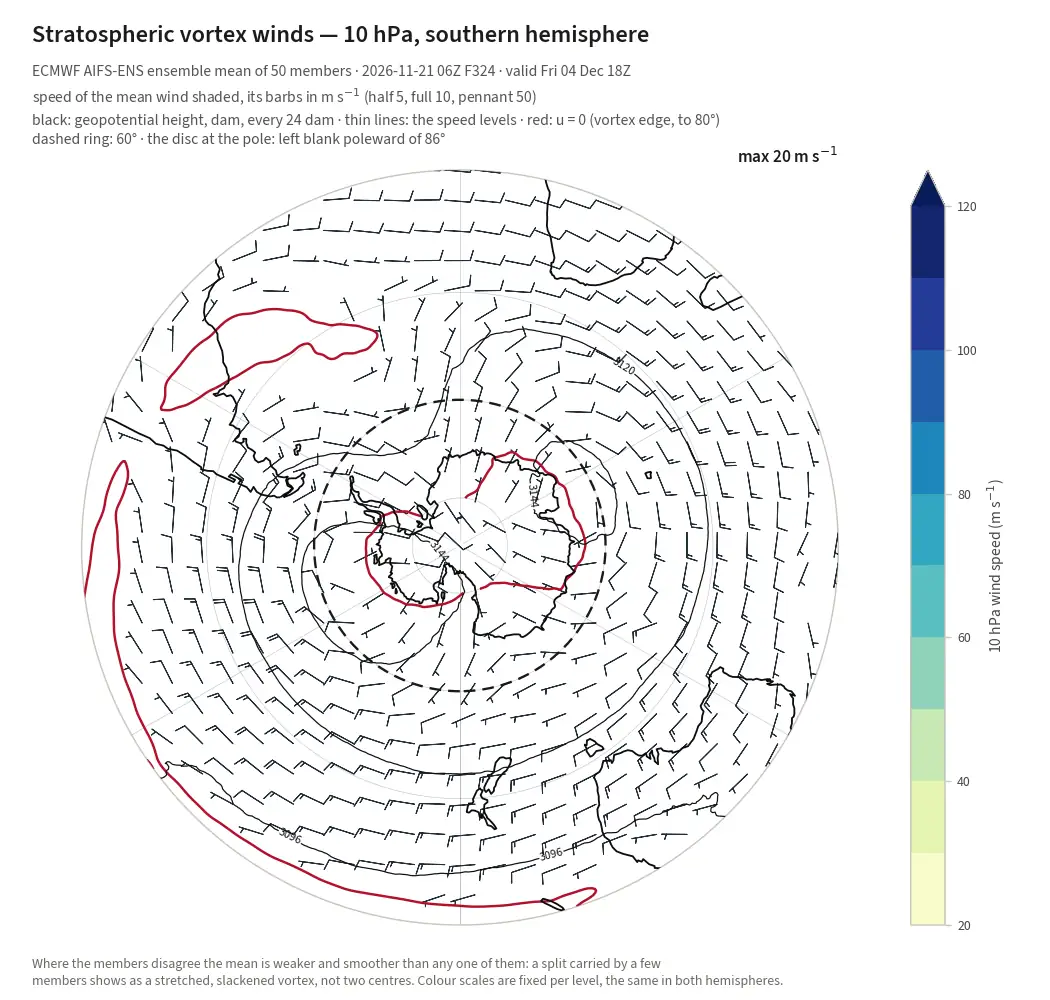 Stratospheric vortex winds — 10 hPa, southern hemisphere
ECMWF AIFS-ENS ensemble mean of 50 members · 2026-11-21 06Z F324 · valid Fri 04 Dec 18Z
speed of the mean wind shaded, its barbs in m s⁻¹ (half 5, full 10, pennant 50)
black: geopotential height, dam, every 24 dam · thin lines: the speed levels · red: u = 0 (vortex edge, to 80°)
dashed ring: 60° · the disc at the pole: left blank poleward of 86°
max 20 m s⁻¹
120
100
80
60
40
20
10 hPa wind speed (m s⁻¹)
3120
3144
3144
3096
3096
Where the members disagree the mean is weaker and smoother than any one of them: a split carried by a few
members shows as a stretched, slackened vortex, not two centres. Colour scales are fixed per level, the same in both hemispheres.